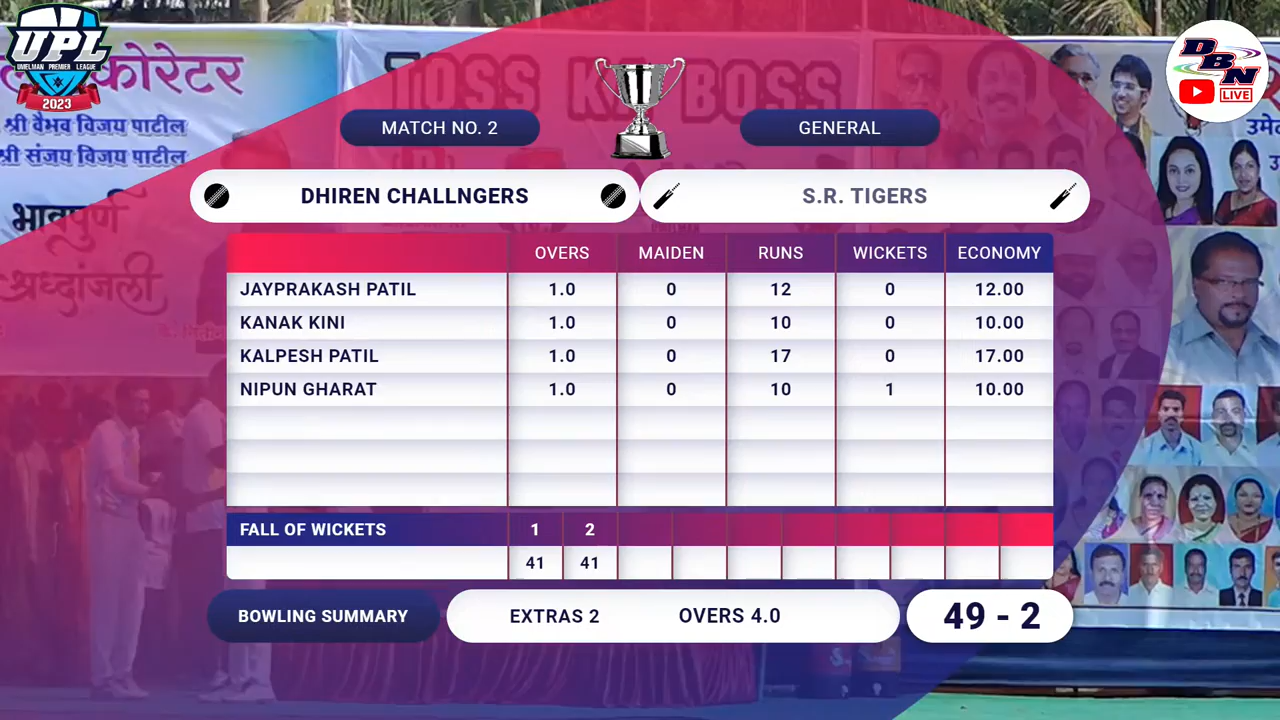 UPL
UMELMAN PREMIER LEAGUE
2023
कोरेटर
श्री वैभव विजय पाटील
श्री संजय विजय पाटील
भावपुर्ण
श्रध्दांजली
BOSS
DBN
LIVE
MATCH NO. 2
GENERAL
DHIREN CHALLNGERS
S.R. TIGERS
OVERS MAIDEN RUNS WICKETS ECONOMY
JAYPRAKASH PATIL 1.0 0 12 0 12.00
KANAK KINI 1.0 0 10 0 10.00
KALPESH PATIL 1.0 0 17 0 17.00
NIPUN GHARAT 1.0 0 10 1 10.00
FALL OF WICKETS 1 2
41 41
BOWLING SUMMARY
EXTRAS 2 OVERS 4.0
49 - 2